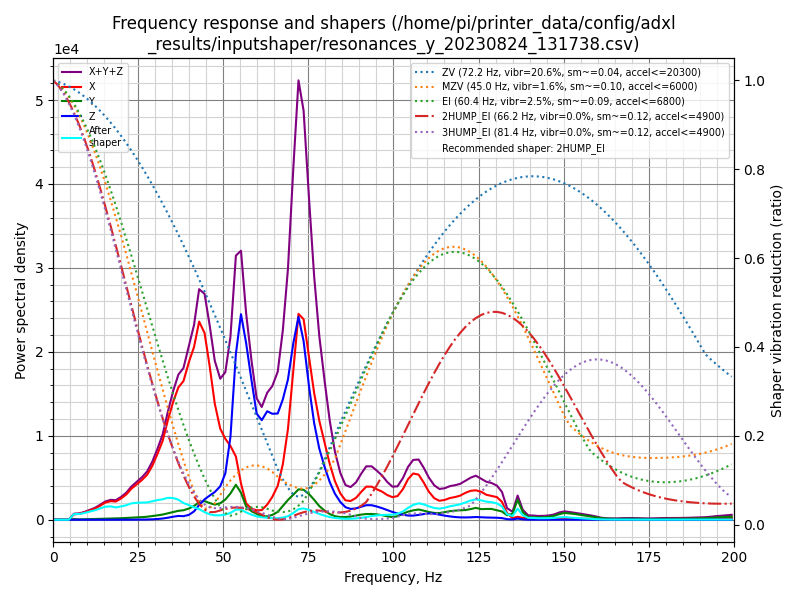 Frequency response and shapers (/home/pi/printer_data/config/adxl
_results/inputshaper/resonances_y_20230824_131738.csv)
1e4
X+Y+Z
X
Y
Z
After
shaper
ZV (72.2 Hz, vibr=20.6%, sm~=0.04, accel<=20300)
MZV (45.0 Hz, vibr=1.6%, sm~=0.10, accel<=6000)
EI (60.4 Hz, vibr=2.5%, sm~=0.09, accel<=6800)
2HUMP_EI (66.2 Hz, vibr=0.0%, sm~=0.12, accel<=4900)
3HUMP_EI (81.4 Hz, vibr=0.0%, sm~=0.12, accel<=4900)
Recommended shaper: 2HUMP_EI
Power spectral density
5
4
3
2
1
0
Shaper vibration reduction (ratio)
1.0
0.8
0.6
0.4
0.2
0.0
0 25 50 75 100 125 150 175 200
Frequency, Hz